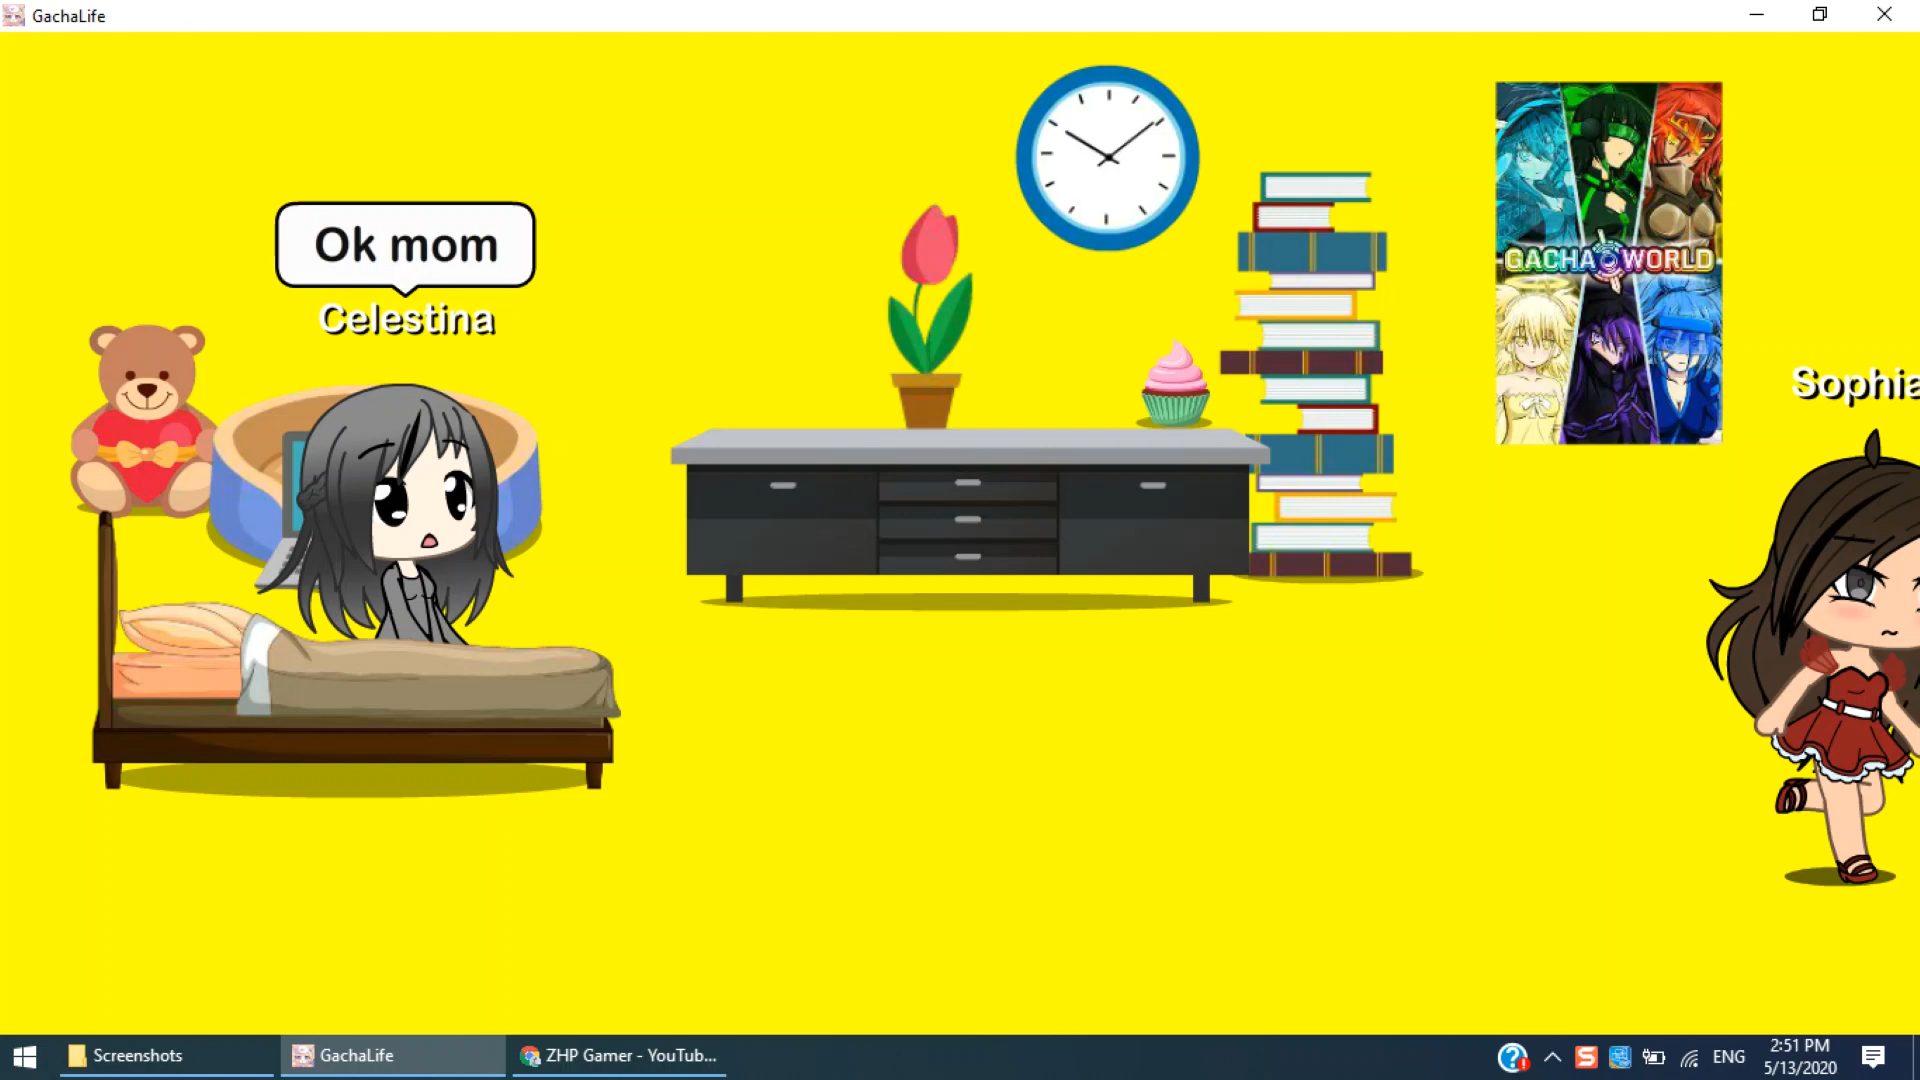 GachaLife
Ok mom
Celestina
GACHA WORLD
Sophia
Screenshots
GachaLife
ZHP Gamer - YouTub...
ENG
2:51 PM
5/13/2020